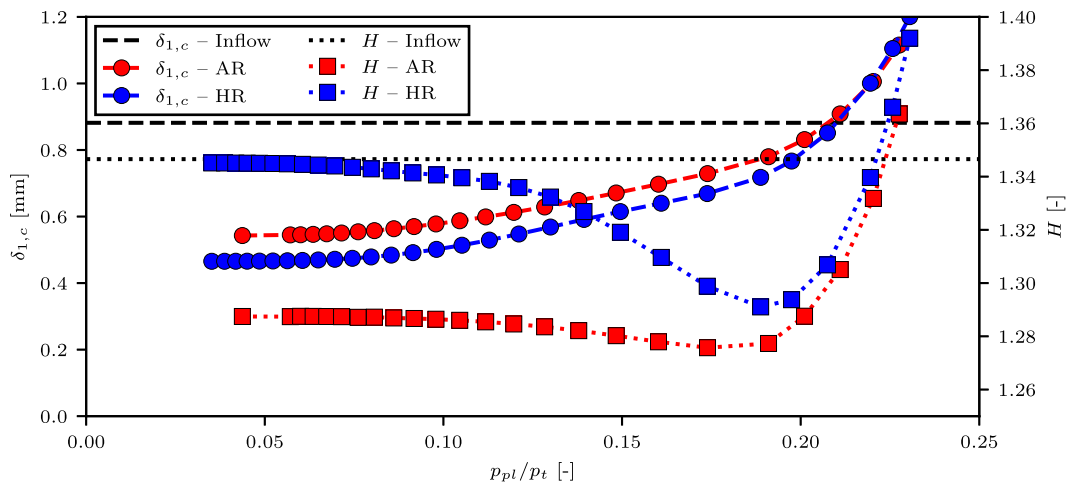 1.2
1.0
0.8
0.6
0.4
0.2
0.0
δ1,c [mm]
δ1,c – Inflow
δ1,c – AR
δ1,c – HR
H – Inflow
H – AR
H – HR
1.40
1.38
1.36
1.34
1.32
1.30
1.28
1.26
H [-]
0.00 0.05 0.10 0.15 0.20 0.25
ppl/pt [-]